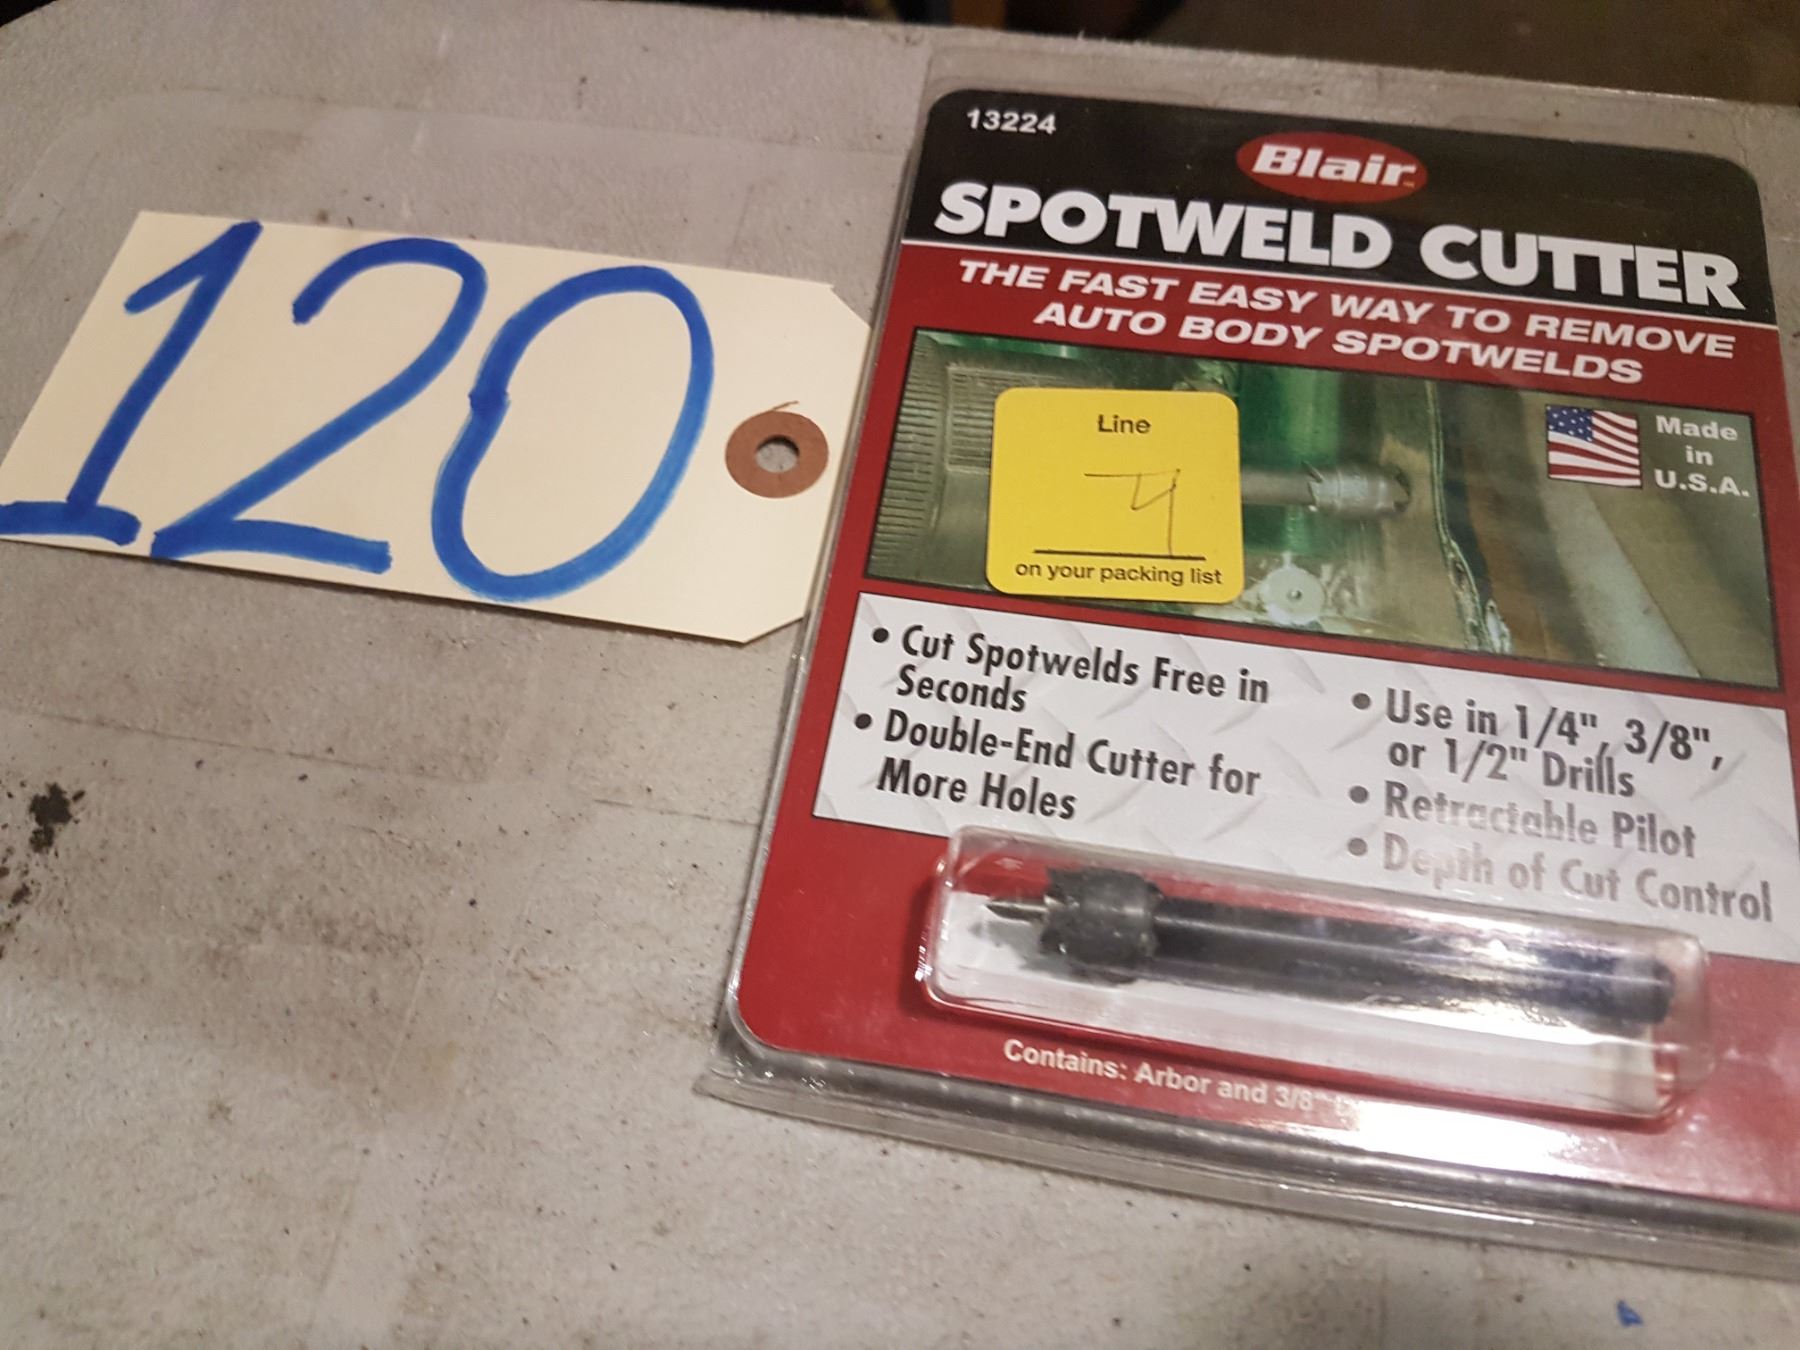 120
13224
Blair
SPOTWELD CUTTER
THE FAST EASY WAY TO REMOVE
AUTO BODY SPOTWELDS
Made
in
U.S.A.
Line
on your packing list
• Cut Spotwelds Free in
Seconds
• Double-End Cutter for
More Holes
• Use in 1/4", 3/8",
or 1/2" Drills
• Retractable Pilot
• Depth of Cut Control
Contains: Arbor and 3/8"